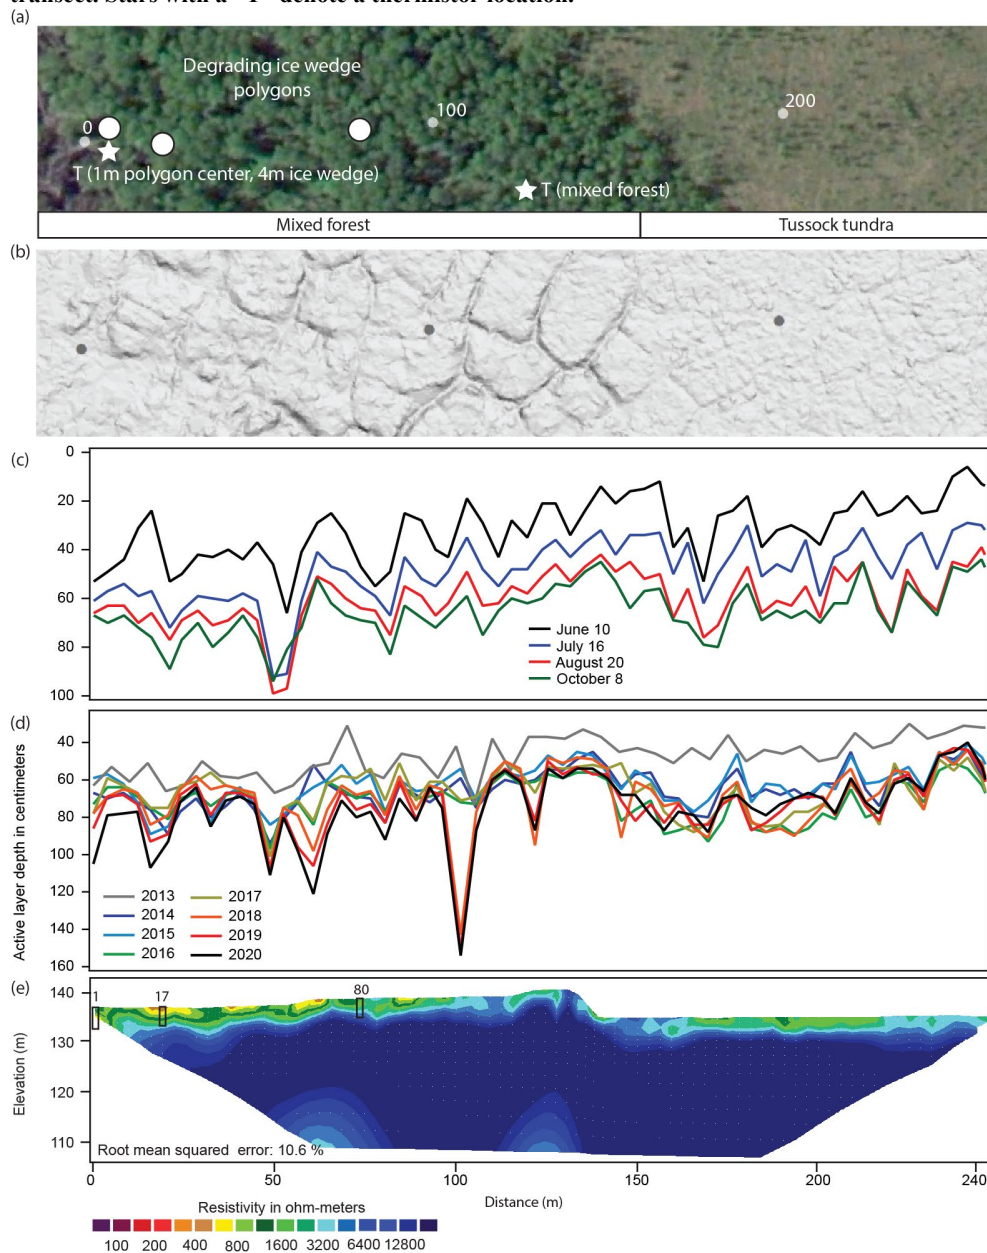 transect. Stars with a "T" denote a thermistor location.
(a)
Degrading ice wedge
polygons
0
100
200
T (1m polygon center, 4m ice wedge)
T (mixed forest)
Mixed forest
Tussock tundra
(b)
(c)
0
20
40
60
80
100
June 10
July 16
August 20
October 8
(d)
Active layer depth in centimeters
40
60
80
100
120
140
160
2013
2014
2015
2016
2017
2018
2019
2020
(e)
Elevation (m)
140
130
120
110
1
17
80
Root mean squared error: 10.6 %
0
50
100
150
200
240
Distance (m)
Resistivity in ohm-meters
100 200 400 800 1600 3200 6400 12800